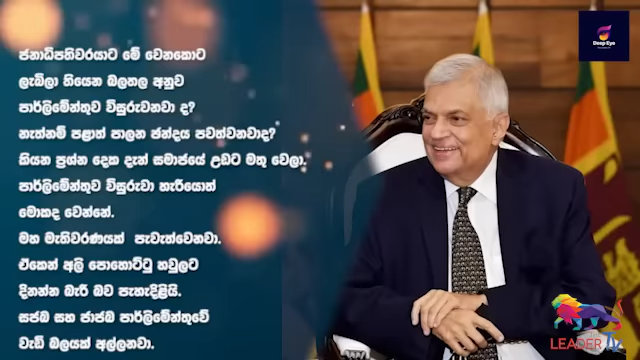 ජනාධිපතිවරයාට මේ වෙනකොට
ලැබිලා තියෙන බලතල අනුව
පාර්ලිමේන්තුව විසුරුවනවා ද?
නැත්නම් පළාත් පාලන ඡන්දය පවත්වනවාද?
කියන ප්‍රශ්න දෙක දැන් සමාජයේ උඩට මතු වෙලා.
පාර්ලිමේන්තුව විසුරුවා හැරියොත්
මොකද වෙන්නේ.
මහ මැතිවරණයක් පැවැත්වෙනවා.
ඒකෙන් අලි පොහොට්ටු හවුලට
දිනන්න බැරි බව පැහැදිළියි.
සජබ සහ ජාජබ පාර්ලිමේන්තුවේ
වැඩි බලයක් අල්ලනවා.
Deep Eye
LEADER TV